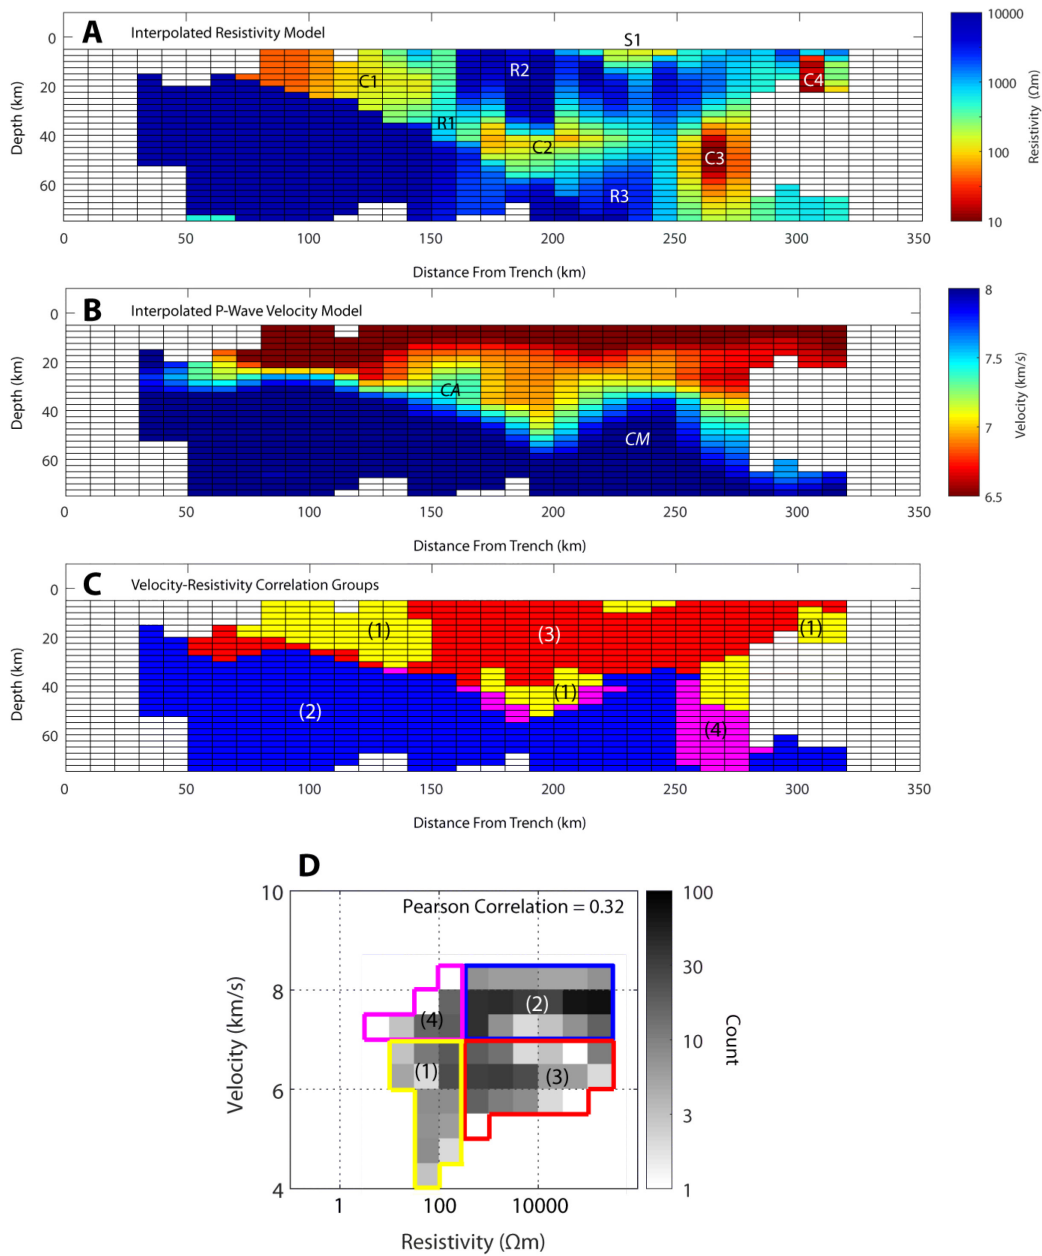 A Interpolated Resistivity Model
S1
0
20
40
60
Depth (km)
C1
R1
R2
C2
R3
C3
C4
0 50 100 150 200 250 300 350
Distance From Trench (km)
10000
1000
100
10
Resistivity (Ωm)
B Interpolated P-Wave Velocity Model
0
20
40
60
Depth (km)
CA
CM
0 50 100 150 200 250 300 350
Distance From Trench (km)
8
7.5
7
6.5
Velocity (km/s)
C Velocity-Resistivity Correlation Groups
0
20
40
60
Depth (km)
(1)
(3)
(1)
(2)
(1)
(4)
0 50 100 150 200 250 300 350
Distance From Trench (km)
D
Pearson Correlation = 0.32
10
8
6
4
Velocity (km/s)
(2)
(4)
(1)
(3)
1 100 10000
Resistivity (Ωm)
100
30
10
3
1
Count